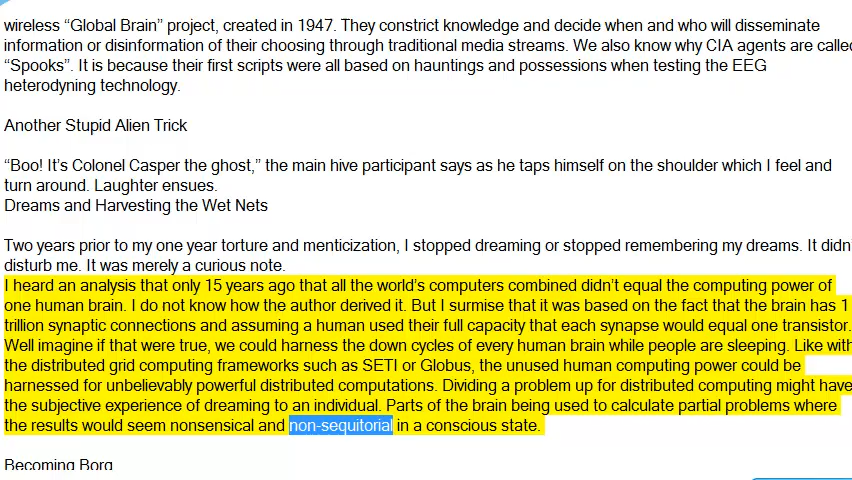 wireless “Global Brain” project, created in 1947. They constrict knowledge and decide when and who will disseminate
information or disinformation of their choosing through traditional media streams. We also know why CIA agents are called
“Spooks”. It is because their first scripts were all based on hauntings and possessions when testing the EEG
heterodyning technology.
Another Stupid Alien Trick
“Boo! It’s Colonel Casper the ghost,” the main hive participant says as he taps himself on the shoulder which I feel and
turn around. Laughter ensues.
Dreams and Harvesting the Wet Nets
Two years prior to my one year torture and menticization, I stopped dreaming or stopped remembering my dreams. It didn
disturb me. It was merely a curious note.
I heard an analysis that only 15 years ago that all the world’s computers combined didn’t equal the computing power of
one human brain. I do not know how the author derived it. But I surmise that it was based on the fact that the brain has 1
trillion synaptic connections and assuming a human used their full capacity that each synapse would equal one transistor.
Well imagine if that were true, we could harness the down cycles of every human brain while people are sleeping. Like with
the distributed grid computing frameworks such as SETI or Globus, the unused human computing power could be
harnessed for unbelievably powerful distributed computations. Dividing a problem up for distributed computing might have
the subjective experience of dreaming to an individual. Parts of the brain being used to calculate partial problems where
the results would seem nonsensical and non-sequitorial in a conscious state.
Becoming Borg